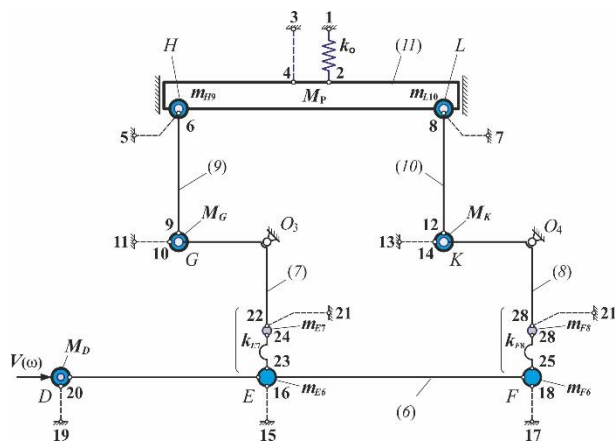 3 1
H kₒ (11) L
4 2
m_H9 M_P m_L10
5 6 8 7
(9) (10)
9 M_G O₃ 12 M_K O₄
11 10 13 14
G K
(7) (8)
22 21 28 21
m_E7 m_F8
24 28
k_E7 k_F8
M_D 23 25
V(ω)
D 20 E 16 m_E6 (6) F 18 m_F6
19 15 17